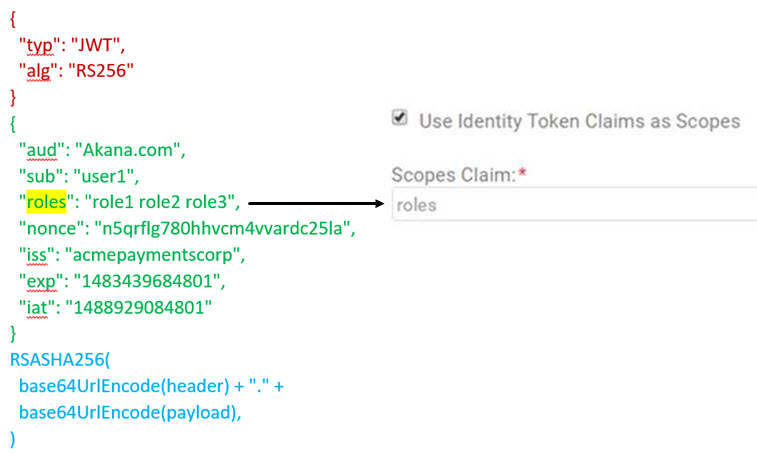 {
"typ": "JWT",
"alg": "RS256"
}
{
"aud": "Akana.com",
"sub": "user1",
"roles": "role1 role2 role3",
"nonce": "n5qrflg780hhvcm4vvardc25la",
"iss": "acmepaymentscorp",
"exp": "1483439684801",
"iat": "1488929084801"
}
RSASHA256(
base64UrlEncode(header) + "." +
base64UrlEncode(payload),
)
Use Identity Token Claims as Scopes
Scopes Claim:*
roles